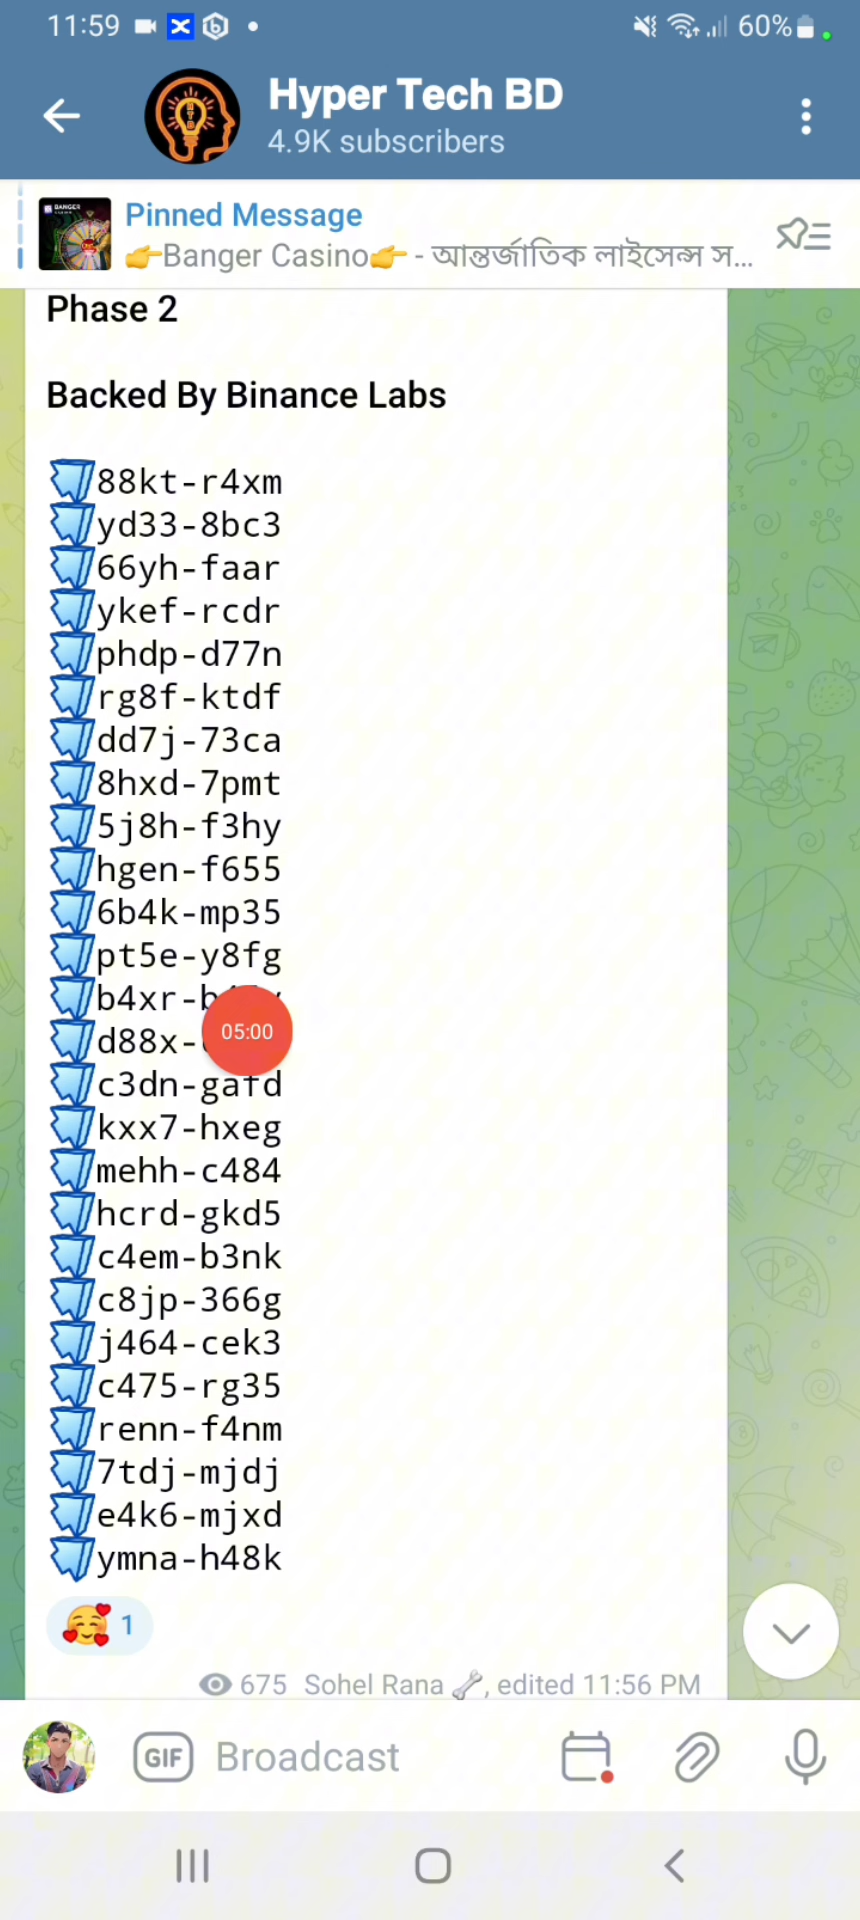 11:59
60%
Hyper Tech BD
4.9K subscribers
BANGER
Pinned Message
👉Banger Casino👉 - আন্তর্জাতিক লাইসেন্স স...
Phase 2
Backed By Binance Labs
88kt-r4xm
yd33-8bc3
66yh-faar
ykef-rcdr
phdp-d77n
rg8f-ktdf
dd7j-73ca
8hxd-7pmt
5j8h-f3hy
hgen-f655
6b4k-mp35
pt5e-y8fg
b4xr-
05:00
d88x-
c3dn-gafd
kxx7-hxeg
mehh-c484
hcrd-gkd5
c4em-b3nk
c8jp-366g
j464-cek3
c475-rg35
renn-f4nm
7tdj-mjdj
e4k6-mjxd
ymna-h48k
🥰 1
675 Sohel Rana 🦴, edited 11:56 PM
GIF Broadcast